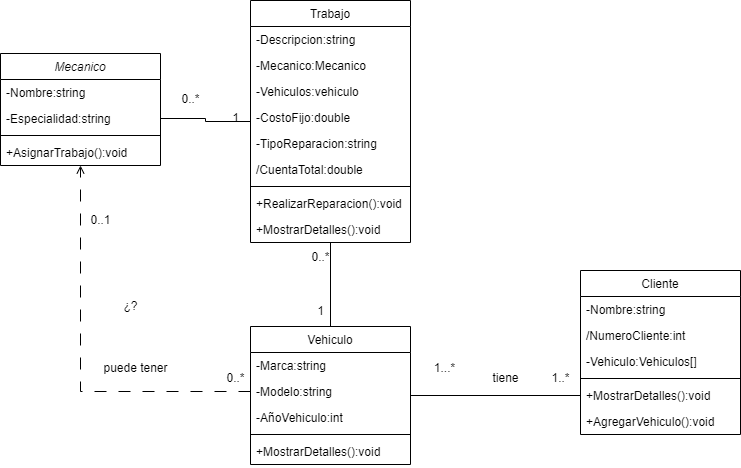 Trabajo
-Descripcion:string
-Mecanico:Mecanico
-Vehiculos:vehiculo
-CostoFijo:double
-TipoReparacion:string
/CuentaTotal:double
+RealizarReparacion():void
+MostrarDetalles():void
Mecanico
-Nombre:string
-Especialidad:string
+AsignarTrabajo():void
0..*
1
0..1
¿?
puede tener
0..*
0..*
1
Vehiculo
-Marca:string
-Modelo:string
-AñoVehiculo:int
+MostrarDetalles():void
1...*
tiene
1..*
Cliente
-Nombre:string
/NumeroCliente:int
-Vehiculo:Vehiculos[]
+MostrarDetalles():void
+AgregarVehiculo():void